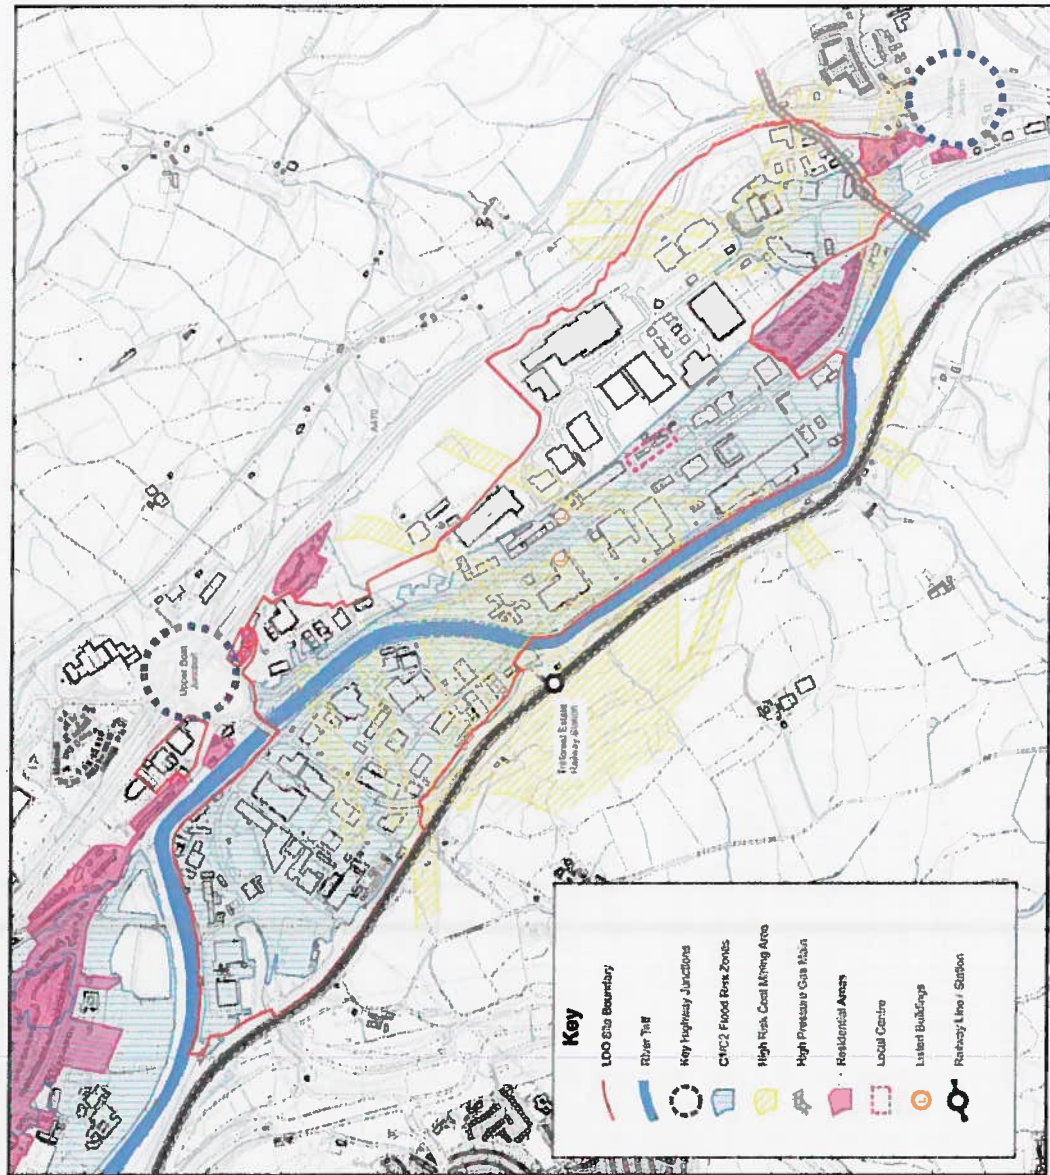 Upper Boat
Junction
A470
Treforest Estate
Railway Station
Key
LDO Site Boundary
River Taff
Key Highway Junctions
C1/C2 Flood Risk Zones
High Risk Coal Mining Area
High Pressure Gas Main
Residential Areas
Local Centre
Listed Buildings
Railway Line / Station